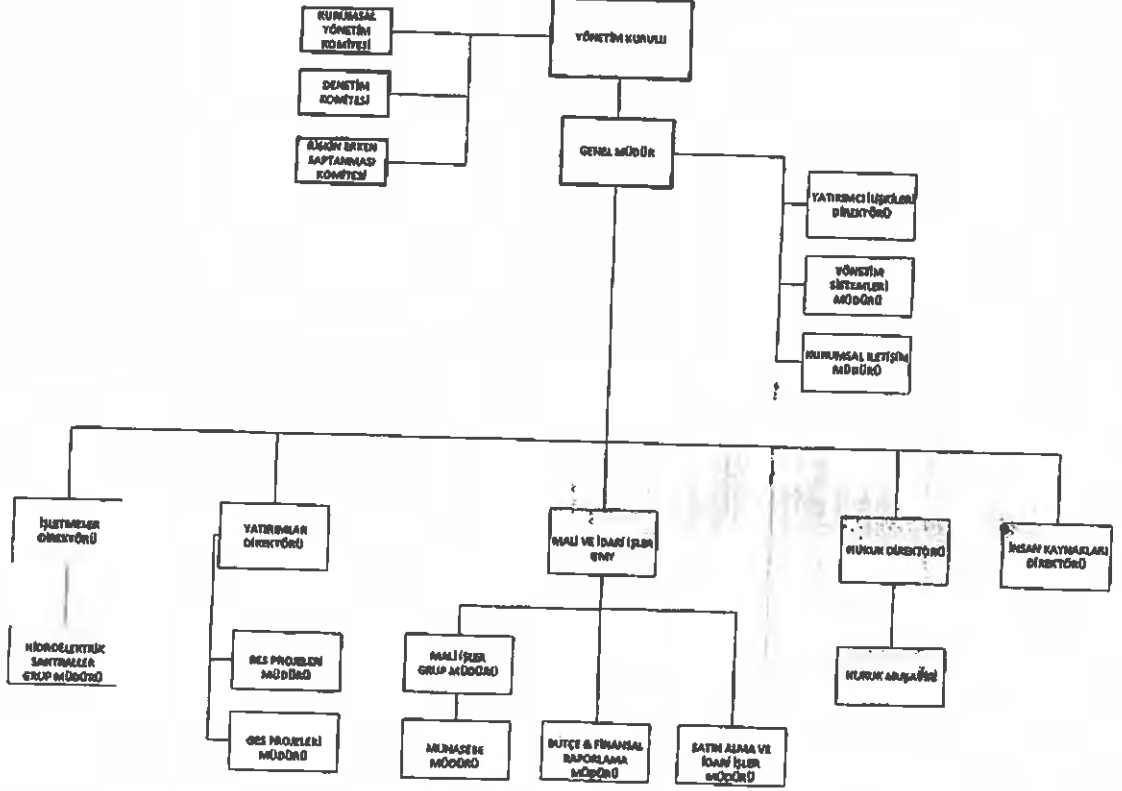 KURUMSAL
YÖNETİM
KOMİTESİ
YÖNETİM KURULU
DENETİM
KOMİTESİ
RİSKİN ERKEN
SAPTANMASI
KOMİTESİ
GENEL MÜDÜR
YATIRIMCI İLİŞKİLERİ
DİREKTÖRÜ
YÖNETİM
SİSTEMLERİ
MÜDÜRÜ
KURUMSAL İLETİŞİM
MÜDÜRÜ
İŞLETMELER
DİREKTÖRÜ
YATIRIMLAR
DİREKTÖRÜ
MALİ VE İDARİ İŞLER
GMY
HUKUK DİREKTÖRÜ
İNSAN KAYNAKLARI
DİREKTÖRÜ
HİDROELEKTRİK
SANTRALLER
GRUP MÜDÜRÜ
RES PROJELERİ
MÜDÜRÜ
MALİ İŞLER
GRUP MÜDÜRÜ
HUKUK MÜŞAVİRİ
GES PROJELERİ
MÜDÜRÜ
MUHASEBE
MÜDÜRÜ
BÜTÇE & FİNANSAL
RAPORLAMA
MÜDÜRÜ
SATIN ALMA VE
İDARİ İŞLER
MÜDÜRÜ